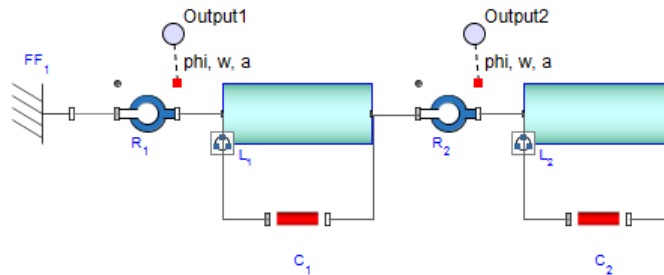 Output1
Output2
FF1
phi, w, a
phi, w, a
R1
L1
R2
L2
C1
C2